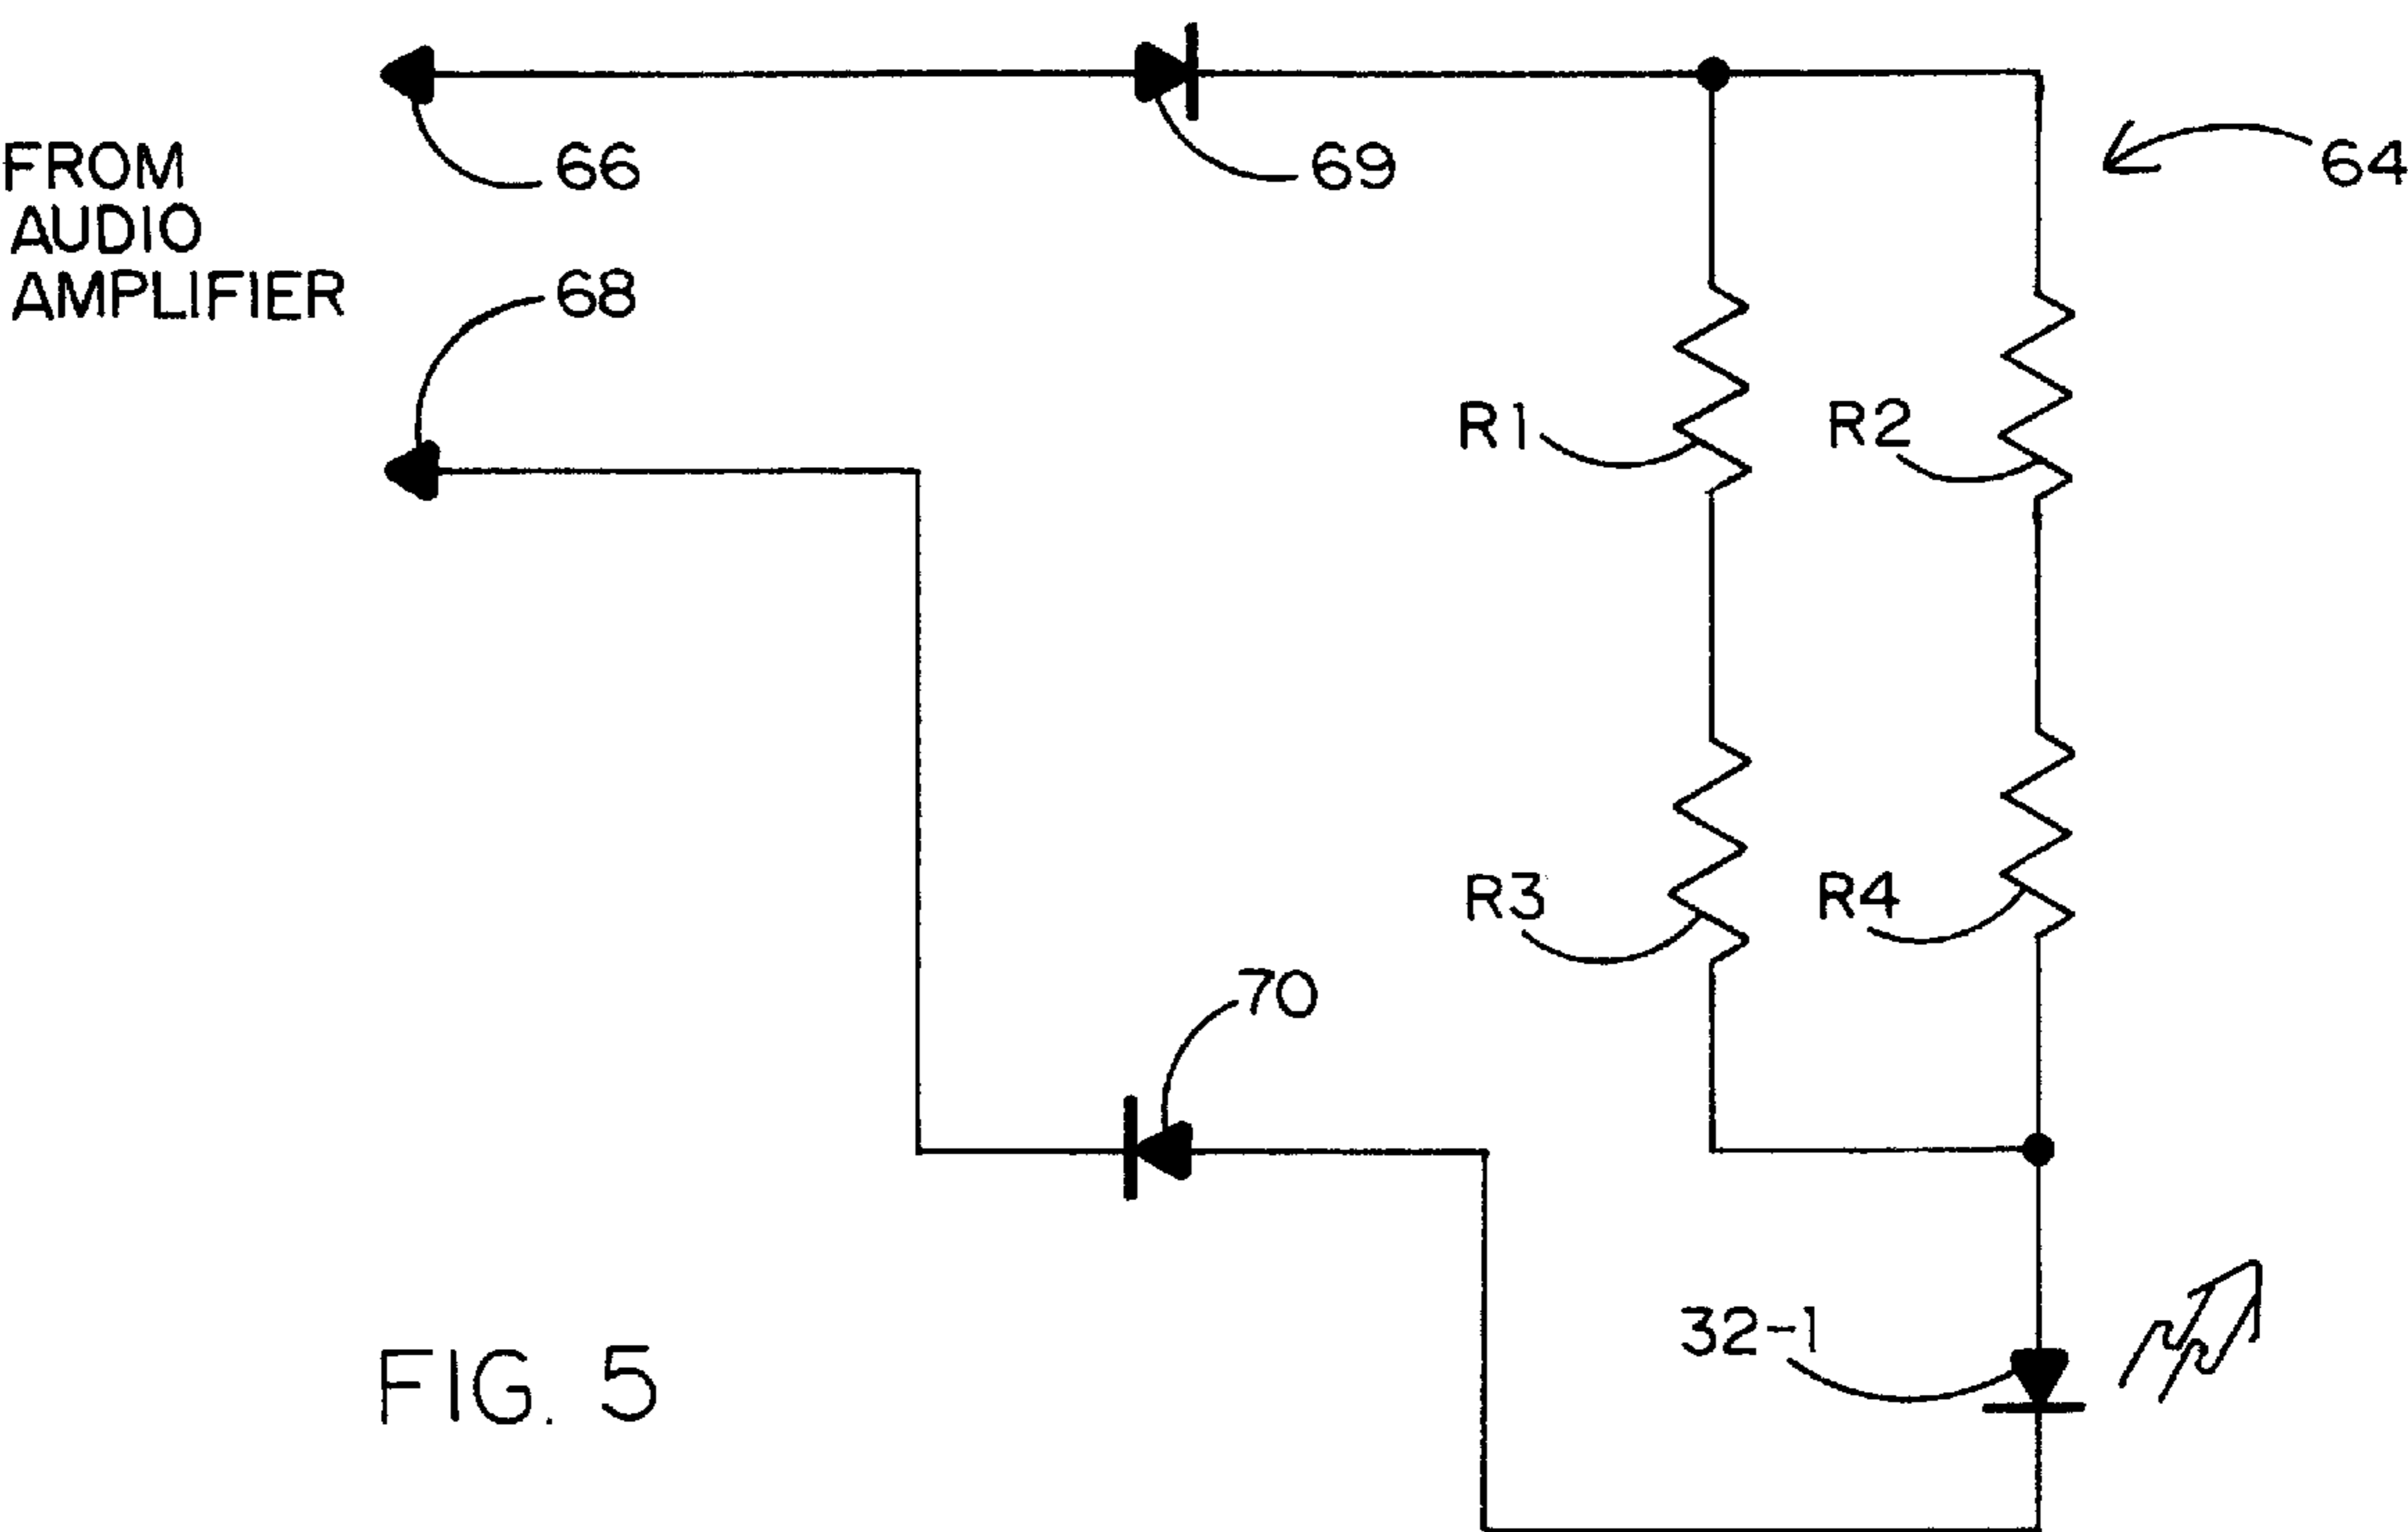 FROM
AUDIO
AMPLIFIER
66
68
69
64
R1
R2
R3
R4
70
32-1
FIG. 5